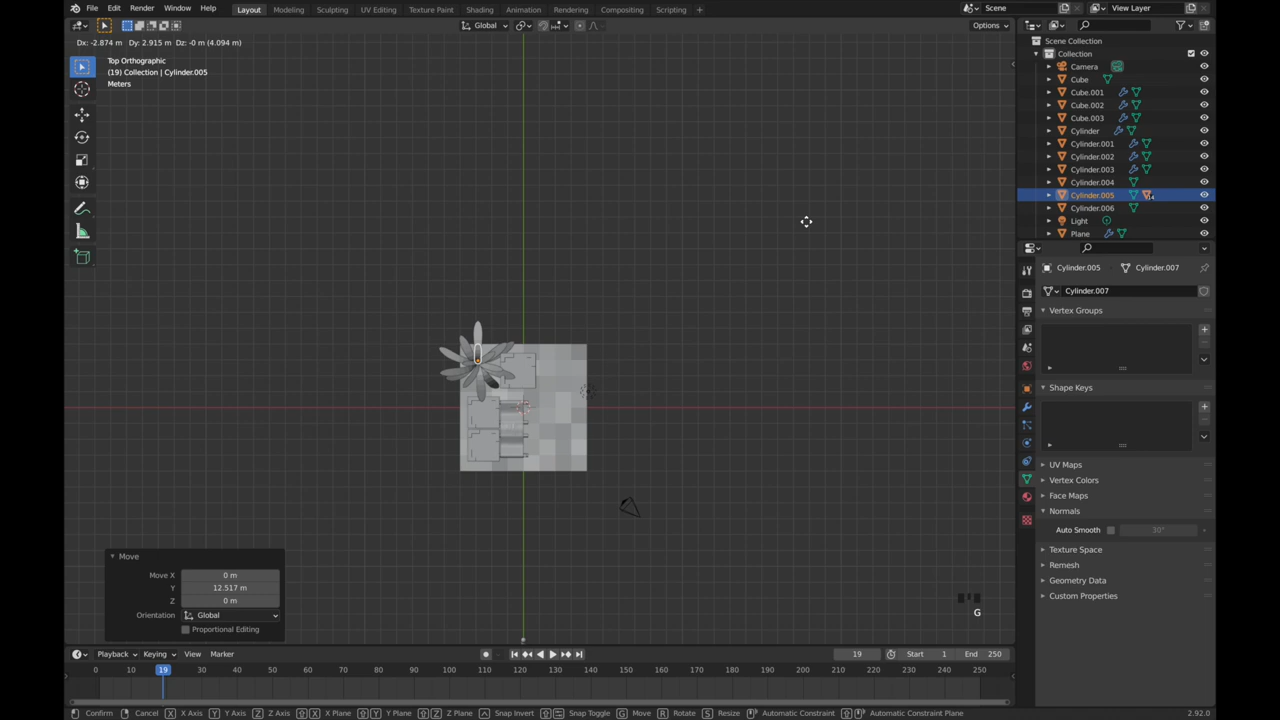 File Edit Render Window Help
Layout Modeling Sculpting UV Editing Texture Paint Shading Animation Rendering Compositing Scripting +
Scene View Layer
Global Options
Dx: -2.874 m Dy: 2.915 m Dz: -0 m (4.094 m)
Top Orthographic
(19) Collection | Cylinder.005
Meters
Scene Collection
Collection
Camera
Cube
Cube.001
Cube.002
Cube.003
Cylinder
Cylinder.001
Cylinder.002
Cylinder.003
Cylinder.004
Cylinder.005
Cylinder.006
Light
Plane
Cylinder.005 Cylinder.007
Cylinder.007
Vertex Groups
Shape Keys
UV Maps
Vertex Colors
Face Maps
Normals
Auto Smooth 30°
Texture Space
Remesh
Geometry Data
Custom Properties
Move
Move X 0 m
Y 12.517 m
Z 0 m
Orientation Global
Proportional Editing
G
Playback Keying View Marker 19 Start 1 End 250
0 10 19 30 40 50 60 70 80 90 100 110 120 130 140 150 160 170 180 190 200 210 220 230 240 250
Confirm Cancel X X Axis Y Y Axis Z Z Axis X X Plane Y Y Plane Z Z Plane Snap Invert Snap Toggle G Move R Rotate S Resize Automatic Constraint Automatic Constraint Plane 2.92.0